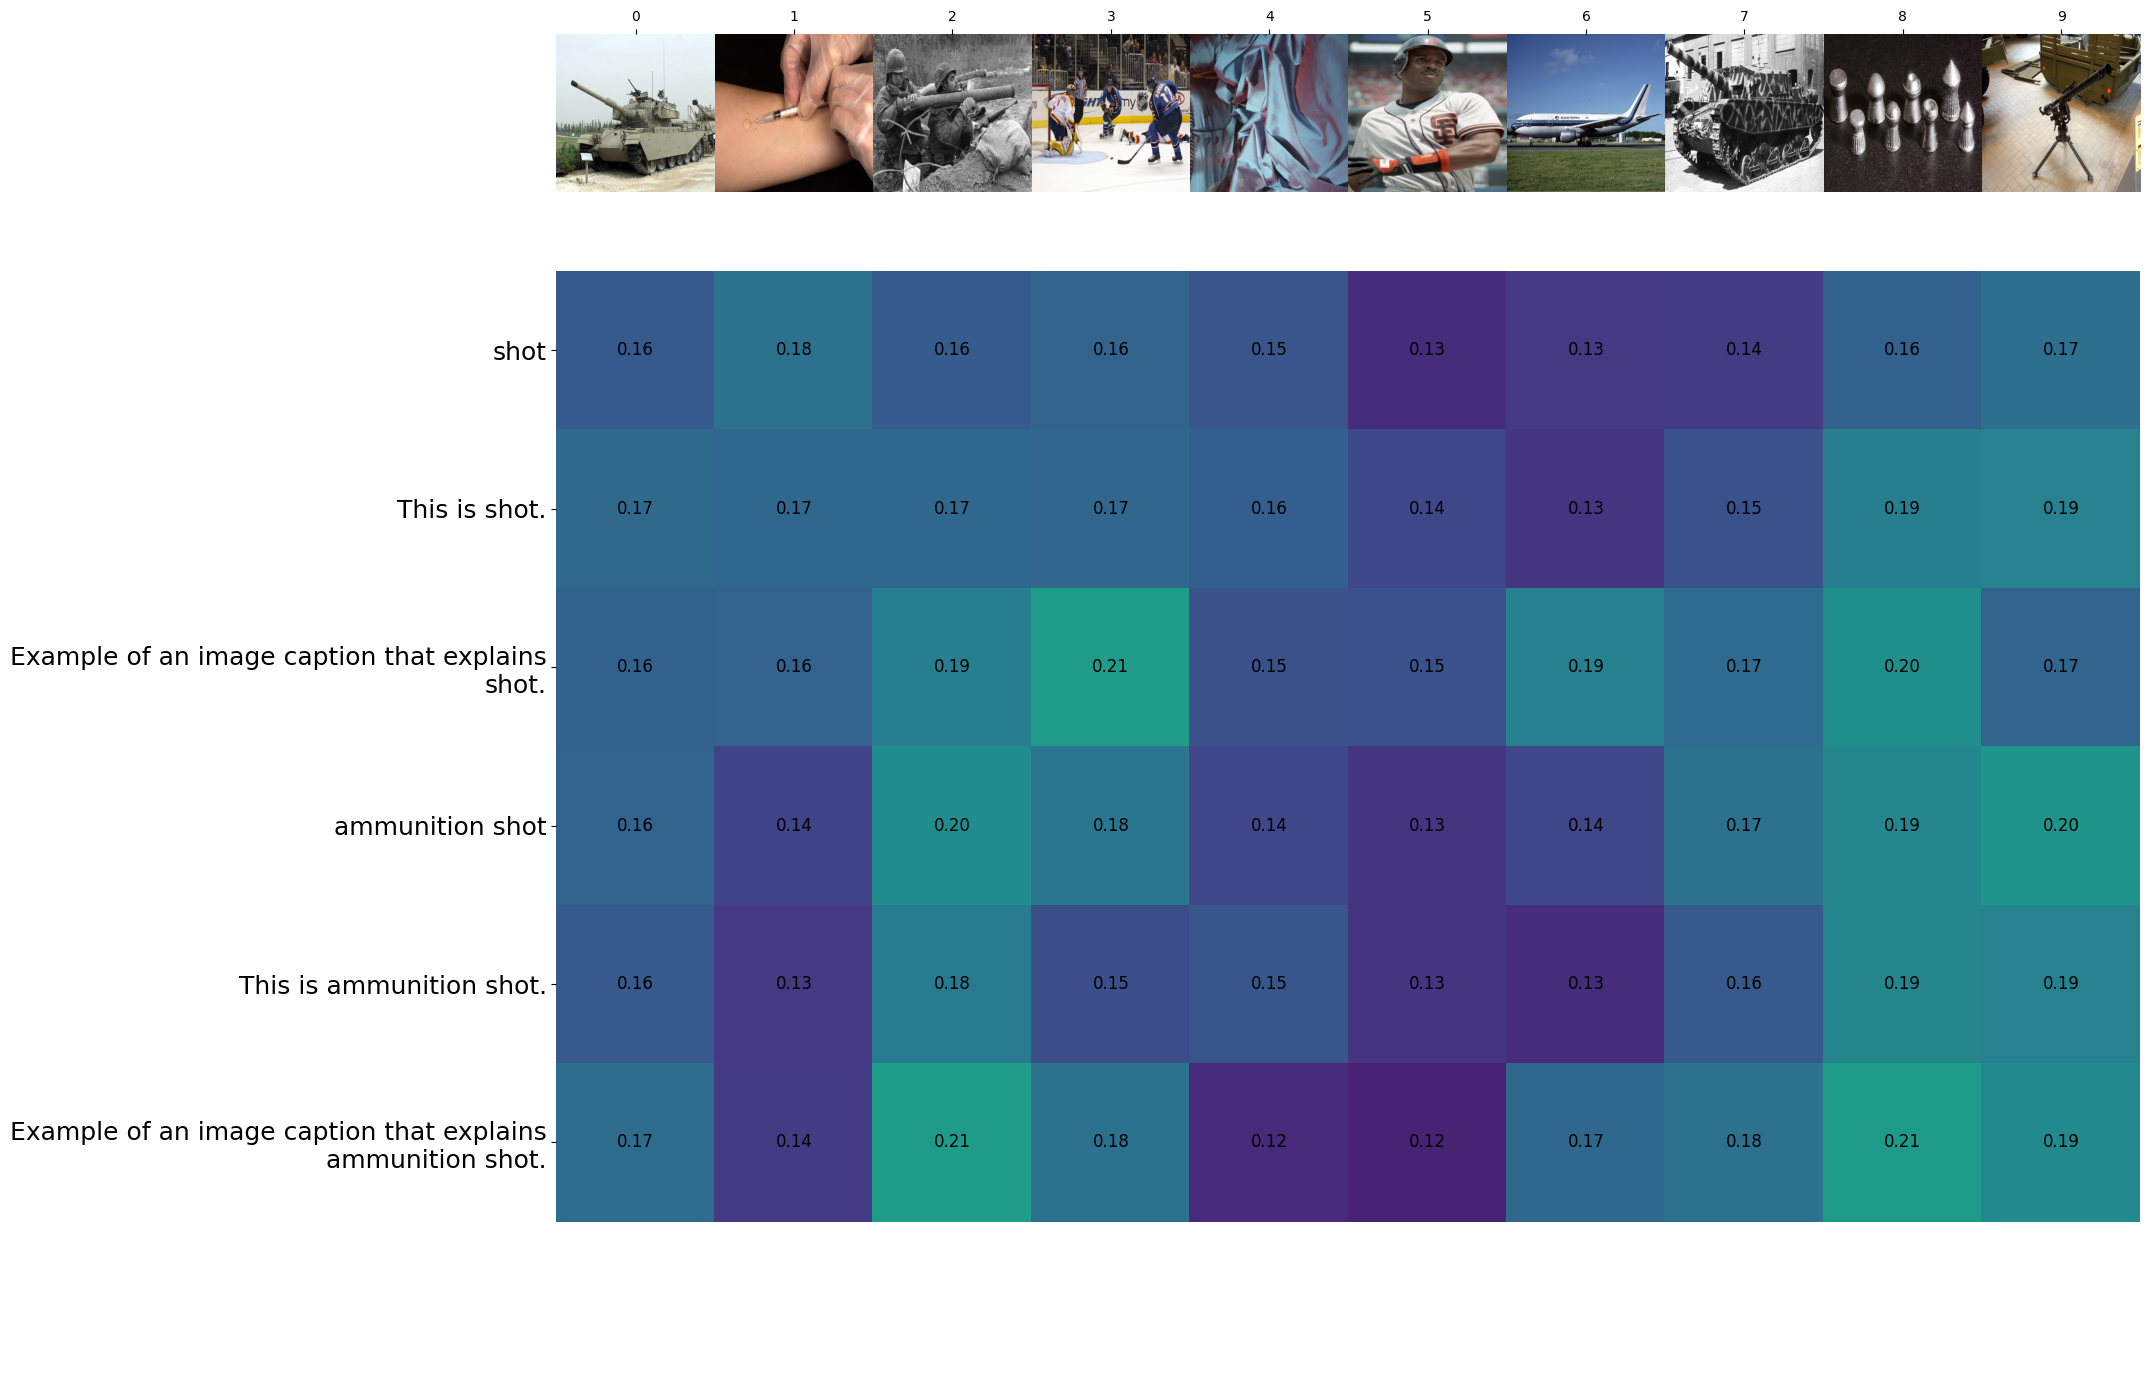 0 1 2 3 4 5 6 7 8 9
shot 0.16 0.18 0.16 0.16 0.15 0.13 0.13 0.14 0.16 0.17
This is shot. 0.17 0.17 0.17 0.17 0.16 0.14 0.13 0.15 0.19 0.19
Example of an image caption that explains
shot. 0.16 0.16 0.19 0.21 0.15 0.15 0.19 0.17 0.20 0.17
ammunition shot 0.16 0.14 0.20 0.18 0.14 0.13 0.14 0.17 0.19 0.20
This is ammunition shot. 0.16 0.13 0.18 0.15 0.15 0.13 0.13 0.16 0.19 0.19
Example of an image caption that explains
ammunition shot. 0.17 0.14 0.21 0.18 0.12 0.12 0.17 0.18 0.21 0.19